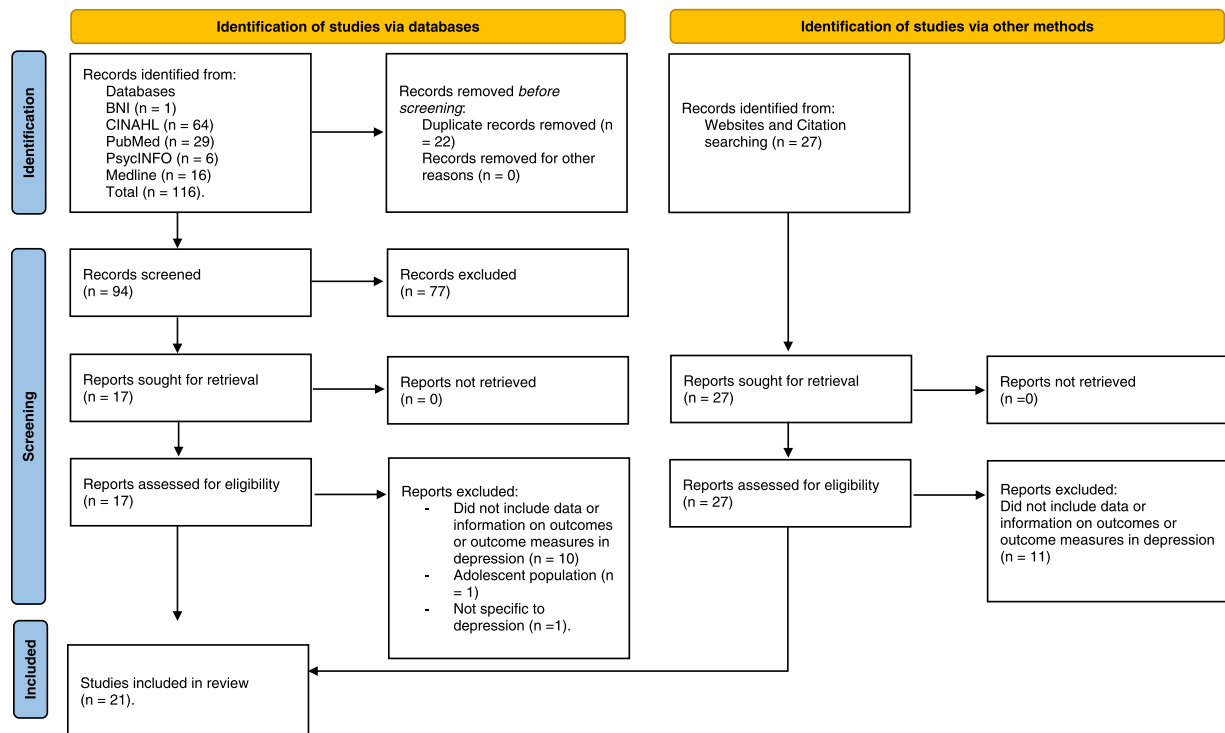 Identification of studies via databases
Identification of studies via other methods
Identification
Records identified from:
Databases
BNI (n = 1)
CINAHL (n = 64)
PubMed (n = 29)
PsycINFO (n = 6)
Medline (n = 16)
Total (n = 116).
Records removed before
screening:
Duplicate records removed (n
= 22)
Records removed for other
reasons (n = 0)
Records identified from:
Websites and Citation
searching (n = 27)
Screening
Records screened
(n = 94)
Records excluded
(n = 77)
Reports sought for retrieval
(n = 17)
Reports not retrieved
(n = 0)
Reports sought for retrieval
(n = 27)
Reports not retrieved
(n =0)
Reports assessed for eligibility
(n = 17)
Reports excluded:
- Did not include data or
information on outcomes
or outcome measures in
depression (n = 10)
- Adolescent population (n
= 1)
- Not specific to
depression (n =1).
Reports assessed for eligibility
(n = 27)
Reports excluded:
Did not include data or
information on outcomes or
outcome measures in depression
(n = 11)
Included
Studies included in review
(n = 21).